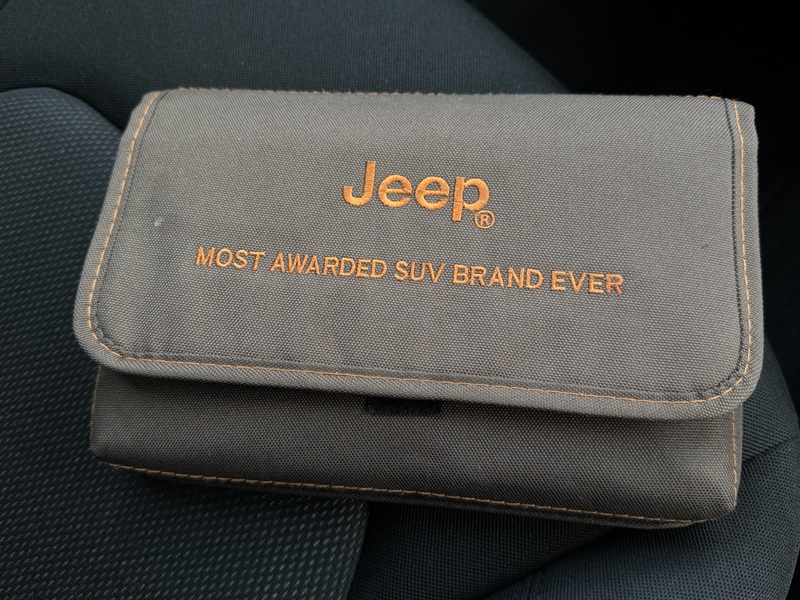 Jeep®
MOST AWARDED SUV BRAND EVER